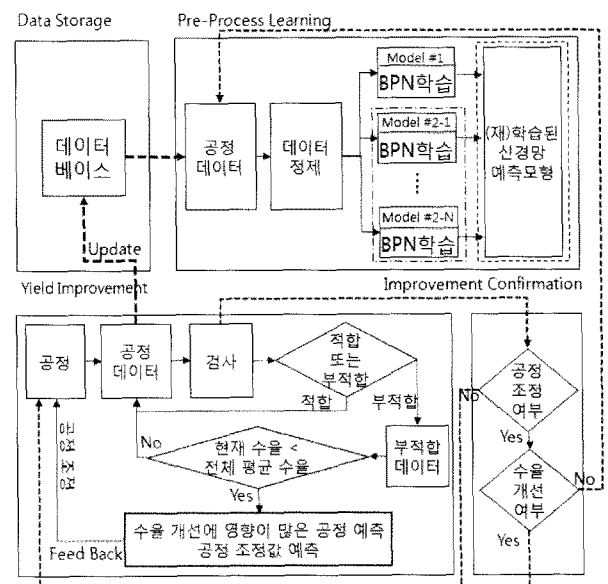 Data Storage
Pre-Process Learning
데이터
베이스
공정
데이터
데이터
정제
Model #1
BPN학습
Model #2-1
BPN학습
Model #2-N
BPN학습
(재)학습된
신경망
예측모형
Update
Yield Improvement
Improvement Confirmation
공정
공정
데이터
검사
적합
또는
부적합
적합
부적합
부적합
데이터
현재 수율 <
전체 평균 수율
No
Yes
수율 개선에 영향이 많은 공정 예측
공정 조정값 예측
Feed Back
공정 조정
공정
조정
여부
No
Yes
수율
개선
여부
No
Yes